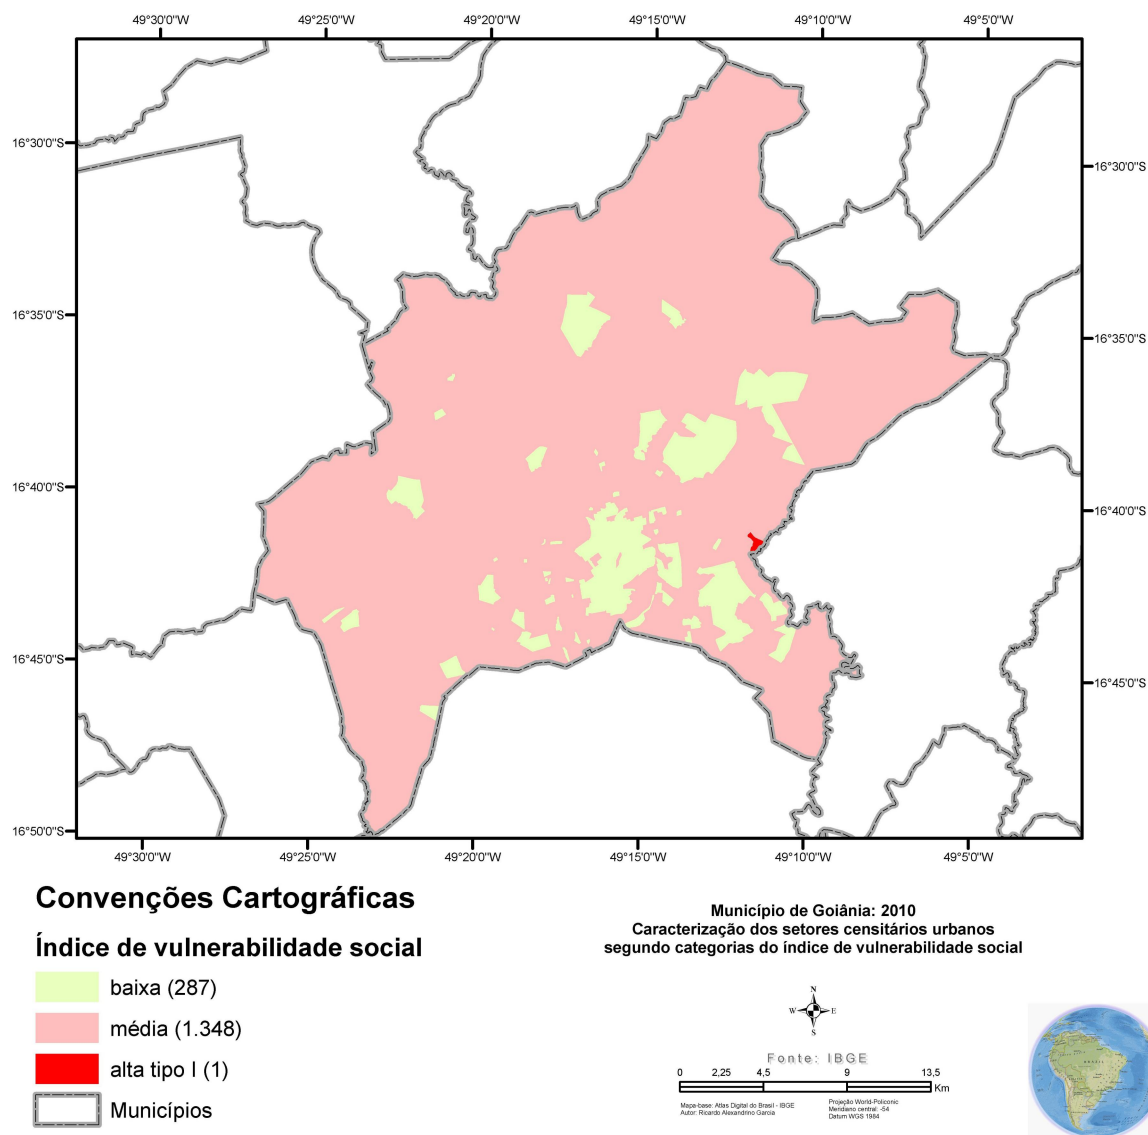 49°30'0"W 49°25'0"W 49°20'0"W 49°15'0"W 49°10'0"W 49°5'0"W
16°30'0"S
16°30'0"S
16°35'0"S
16°35'0"S
16°40'0"S
16°40'0"S
16°45'0"S
16°45'0"S
16°50'0"S
49°30'0"W 49°25'0"W 49°20'0"W 49°15'0"W 49°10'0"W 49°5'0"W
Convenções Cartográficas
Índice de vulnerabilidade social
baixa (287)
média (1.348)
alta tipo I (1)
Municípios
Município de Goiânia: 2010
Caracterização dos setores censitários urbanos
segundo categorias do índice de vulnerabilidade social
N
W E
S
Fonte: IBGE
0 2,25 4,5 9 13,5
Km
Mapa-base: Atlas Digital do Brasil - IBGE
Autor: Ricardo Alexandrino Garcia
Projeção World-Policonic
Meridiano central: -54
Datum WGS 1984